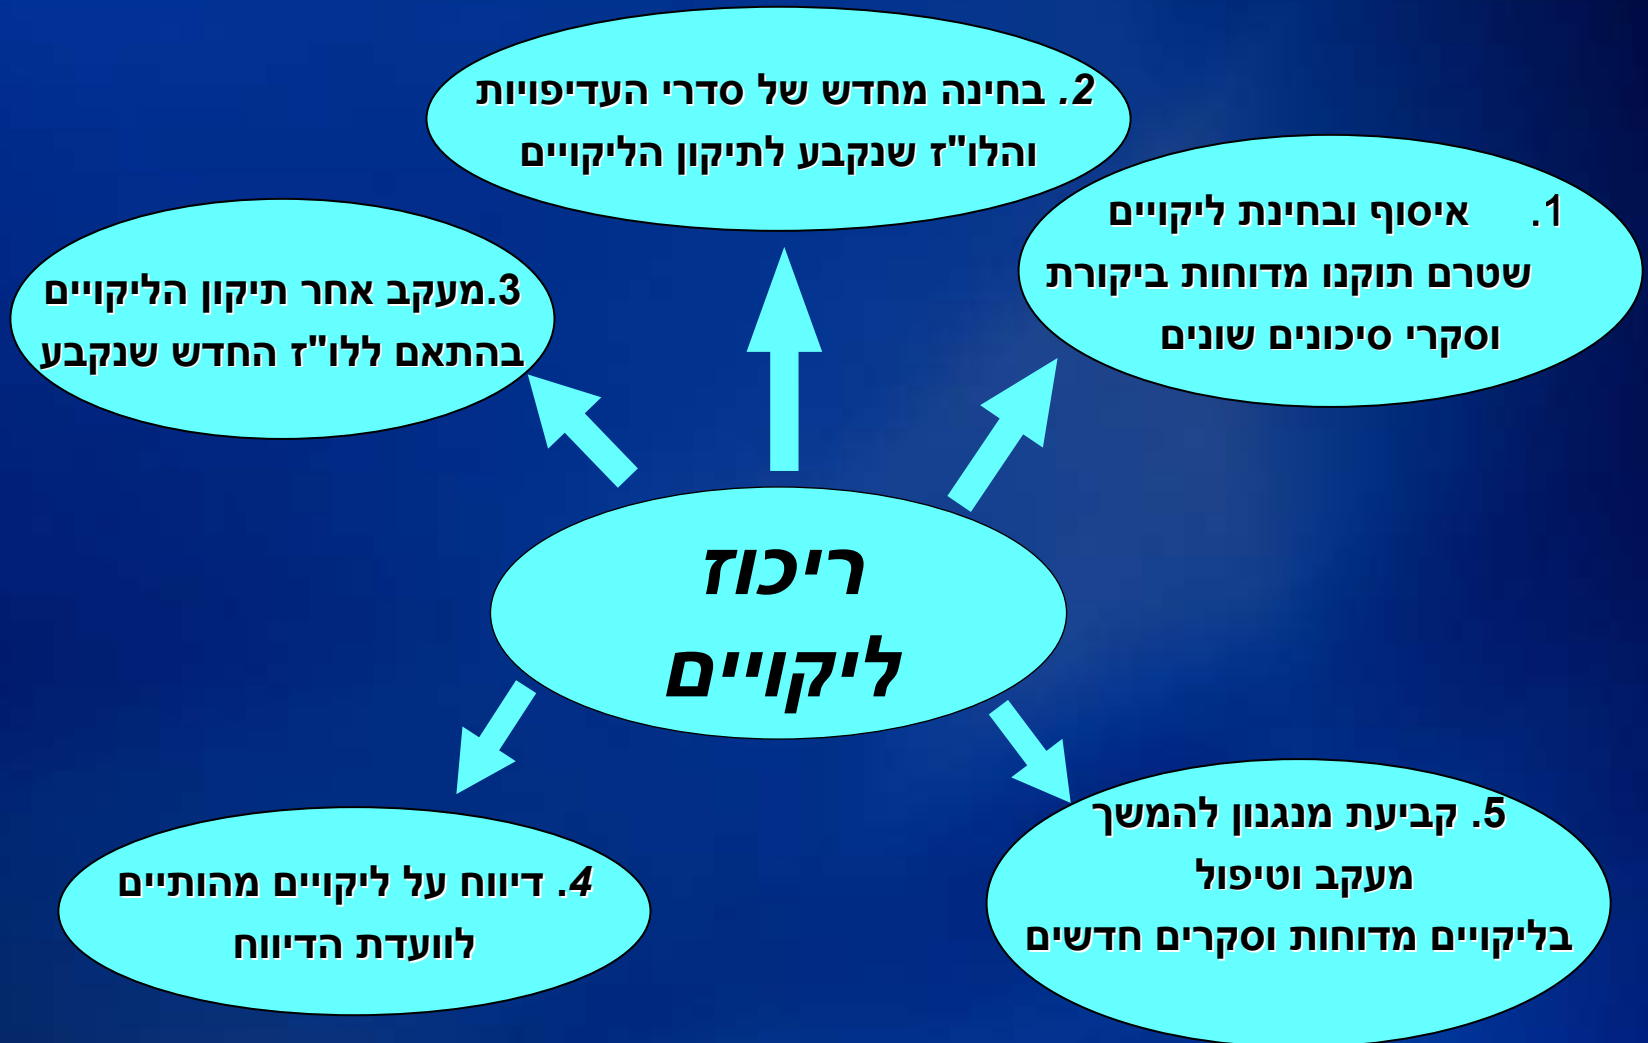 1. איסוף ובחינת ליקויים
שטרם תוקנו מדוחות ביקורת
וסקרי סיכונים שונים
2. בחינה מחדש של סדרי העדיפויות
והלו"ז שנקבע לתיקון הליקויים
3.מעקב אחר תיקון הליקויים
בהתאם ללו"ז החדש שנקבע
ריכוז
ליקויים
4. דיווח על ליקויים מהותיים
לוועדת הדיווח
5. קביעת מנגנון להמשך
מעקב וטיפול
בליקויים מדוחות וסקרים חדשים